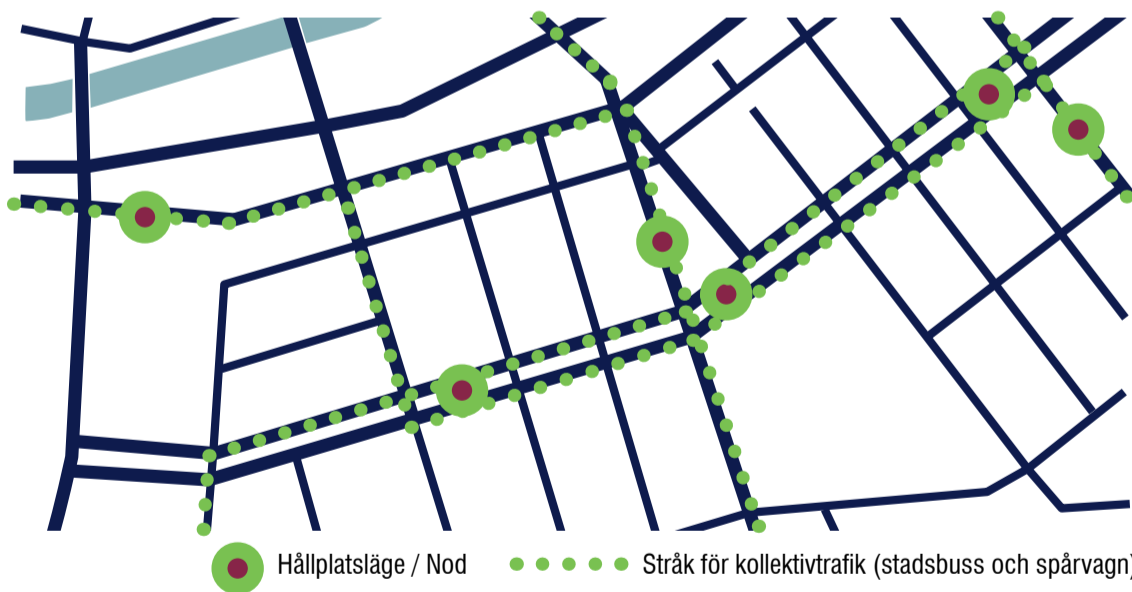 Hållplatsläge / Nod
Stråk för kollektivtrafik (stadsbuss och spårvagn)